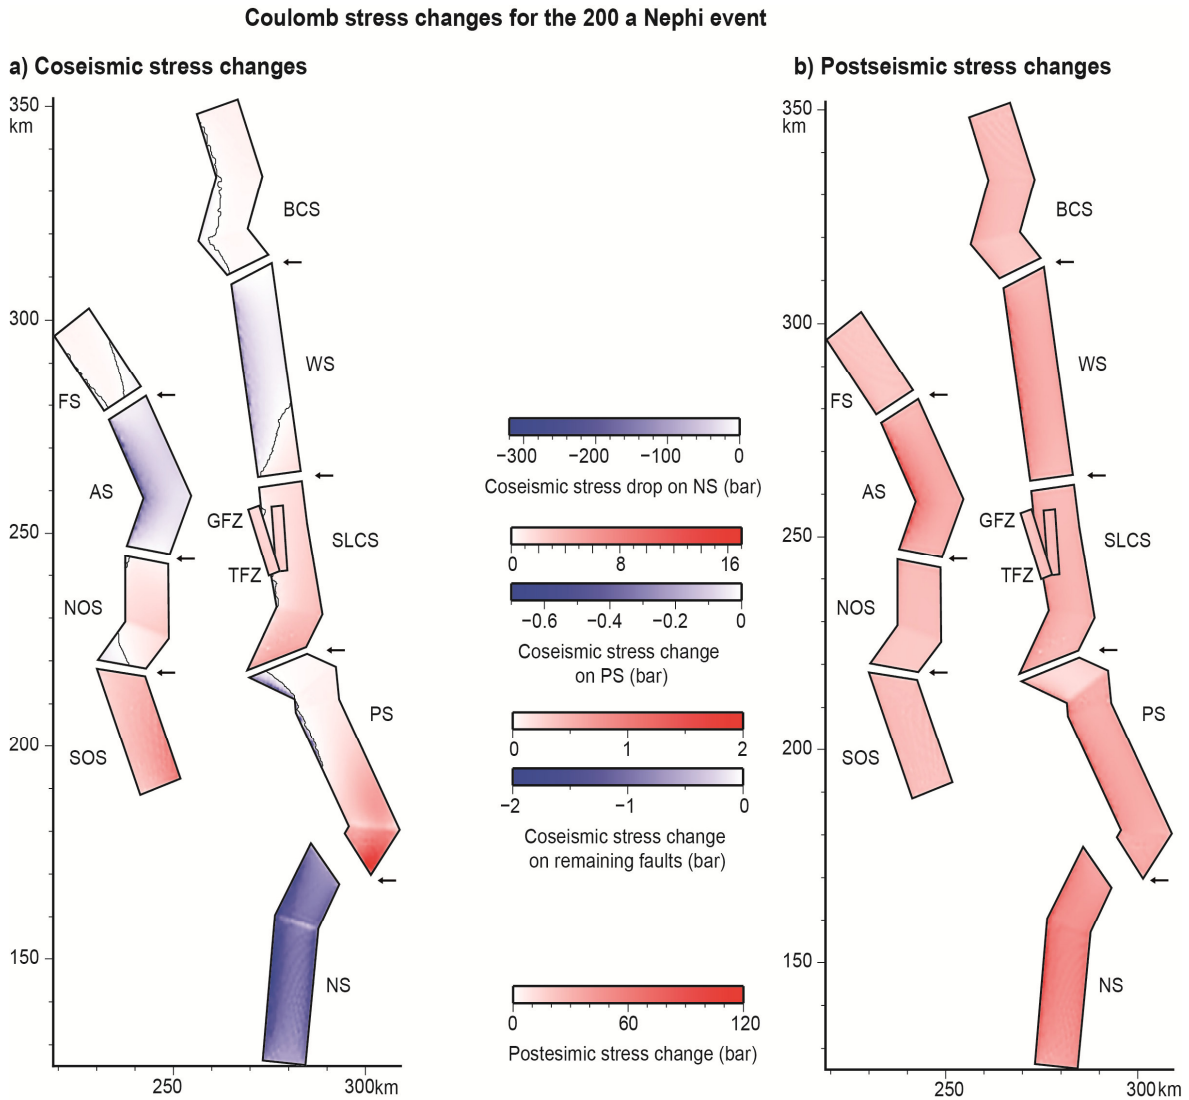 Coulomb stress changes for the 200 a Nephi event
a) Coseismic stress changes
350
km
300
250
200
150
250
300km
BCS
WS
FS
AS
GFZ
TFZ
SLCS
NOS
SOS
PS
NS
−300 −200 −100 0
Coseismic stress drop on NS (bar)
0 8 16
−0.6 −0.4 −0.2 0
Coseismic stress change
on PS (bar)
0 1 2
−2 −1 0
Coseismic stress change
on remaining faults (bar)
0 60 120
Postesimic stress change (bar)
b) Postseismic stress changes
350
km
300
250
200
150
250
300km
BCS
WS
FS
AS
GFZ
TFZ
SLCS
NOS
SOS
PS
NS